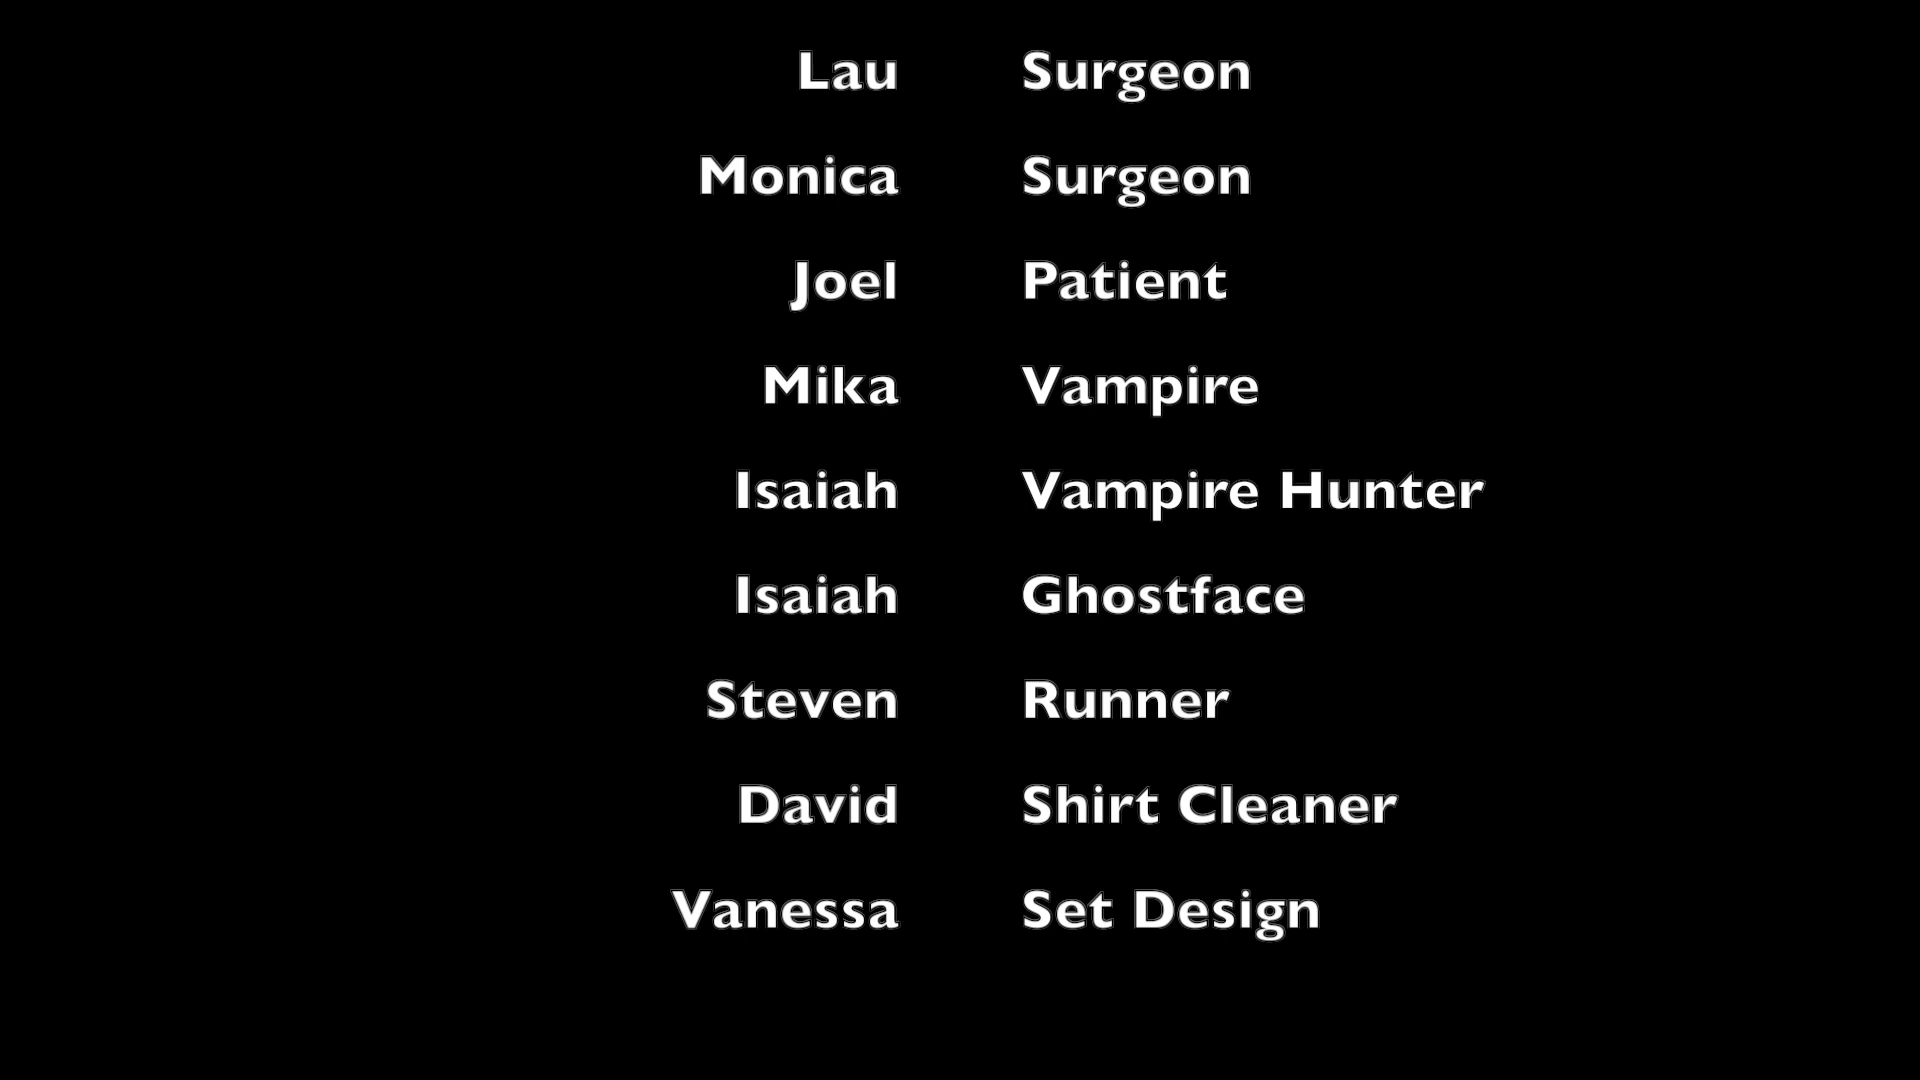 Lau Surgeon
Monica Surgeon
Joel Patient
Mika Vampire
Isaiah Vampire Hunter
Isaiah Ghostface
Steven Runner
David Shirt Cleaner
Vanessa Set Design